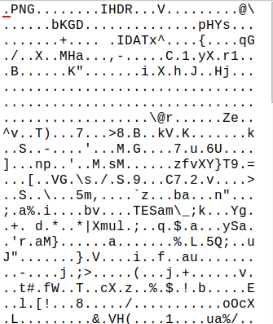 .PNG........IHDR...V.........@\
......bKGD..............pHYs...
.......+.... .IDATx^....{....qG
./..X..MHa...,-.....C.1.yX.r1..
.B......K".......i.X.h.J..Hj...
...............................
...............................
..................\@r......Ze..
^v..T)...7...>8.B..kV.K.......k
..S..-....'...M.G....7.u.6U....
]...np..'..M.sM......zfvXY}T9.=
...[..VG.\s./.S.9...C7.2.v....>
..S..\...5m,....`z...ba...n"...
;.a%.i....bv....TESam\_;k...Yg.
.+. d.*..*|Xmul.;..q.$.a...ySa.
.'r.aM}......a.......%.L.5Q;..u
J".......}.V....i..f..au.......
..-....j.;>.....(...j.+......v.
..t#.fW..T..cX.z..%.$.!.b.....E
..l.[!...8...../...........oOcX
.L.........&.VH(....1....ua%/..